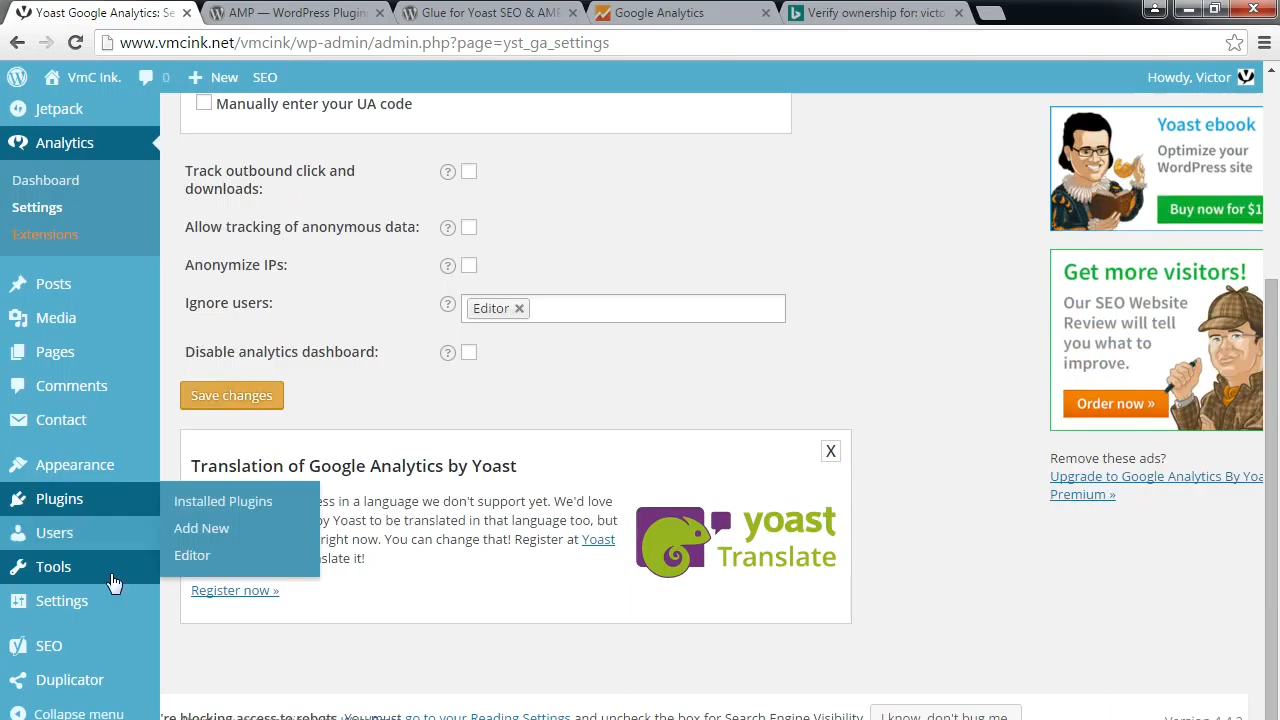 Yoast Google Analytics: Se
AMP — WordPress Plugins
Glue for Yoast SEO & AMP
Google Analytics
Verify ownership for: victo
www.vmcink.net/vmcink/wp-admin/admin.php?page=yst_ga_settings
VmC Ink. 0 New SEO
Howdy, Victor
Jetpack
Analytics
Dashboard
Settings
Extensions
Posts
Media
Pages
Comments
Contact
Appearance
Plugins
Users
Tools
Settings
SEO
Duplicator
Collapse menu
Installed Plugins
Add New
Editor
Manually enter your UA code
Track outbound click and
downloads:
Allow tracking of anonymous data:
Anonymize IPs:
Ignore users:
Editor
Disable analytics dashboard:
Save changes
Translation of Google Analytics by Yoast
X
ess in a language we don't support yet. We'd love
by Yoast to be translated in that language too, but
right now. You can change that! Register at Yoast
slate it!
Register now »
yoast
Translate
Yoast ebook
Optimize your
WordPress site
Buy now for $1
Get more visitors!
Our SEO Website
Review will tell
you what to
improve.
Order now »
Remove these ads?
Upgrade to Google Analytics By Yoa
Premium »
're blocking access to robots. You must go to your Reading Settings and uncheck the box for Search Engine Visibility.
I know, don't bug me.